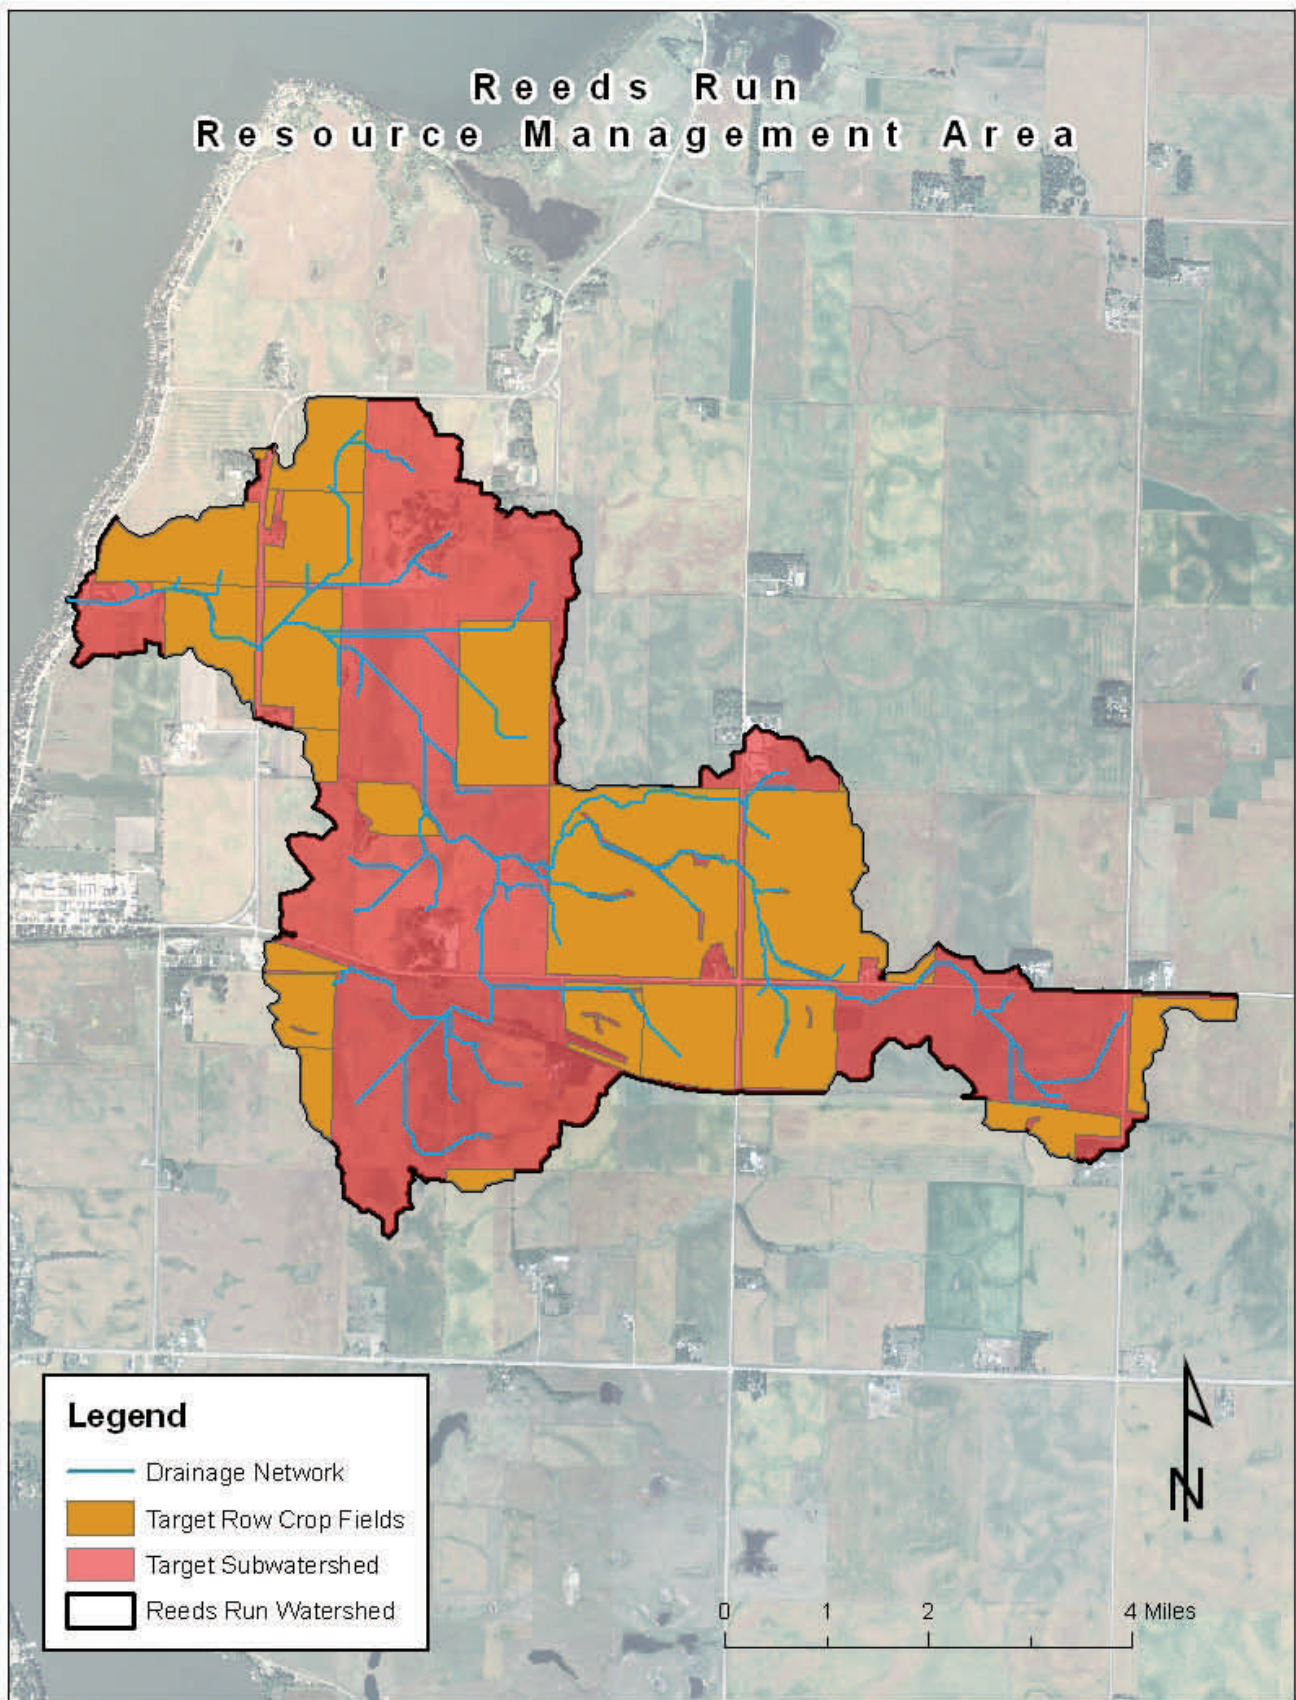 Reeds Run
Resource Management Area
Legend
Drainage Network
Target Row Crop Fields
Target Subwatershed
Reeds Run Watershed
N
0 1 2 4 Miles